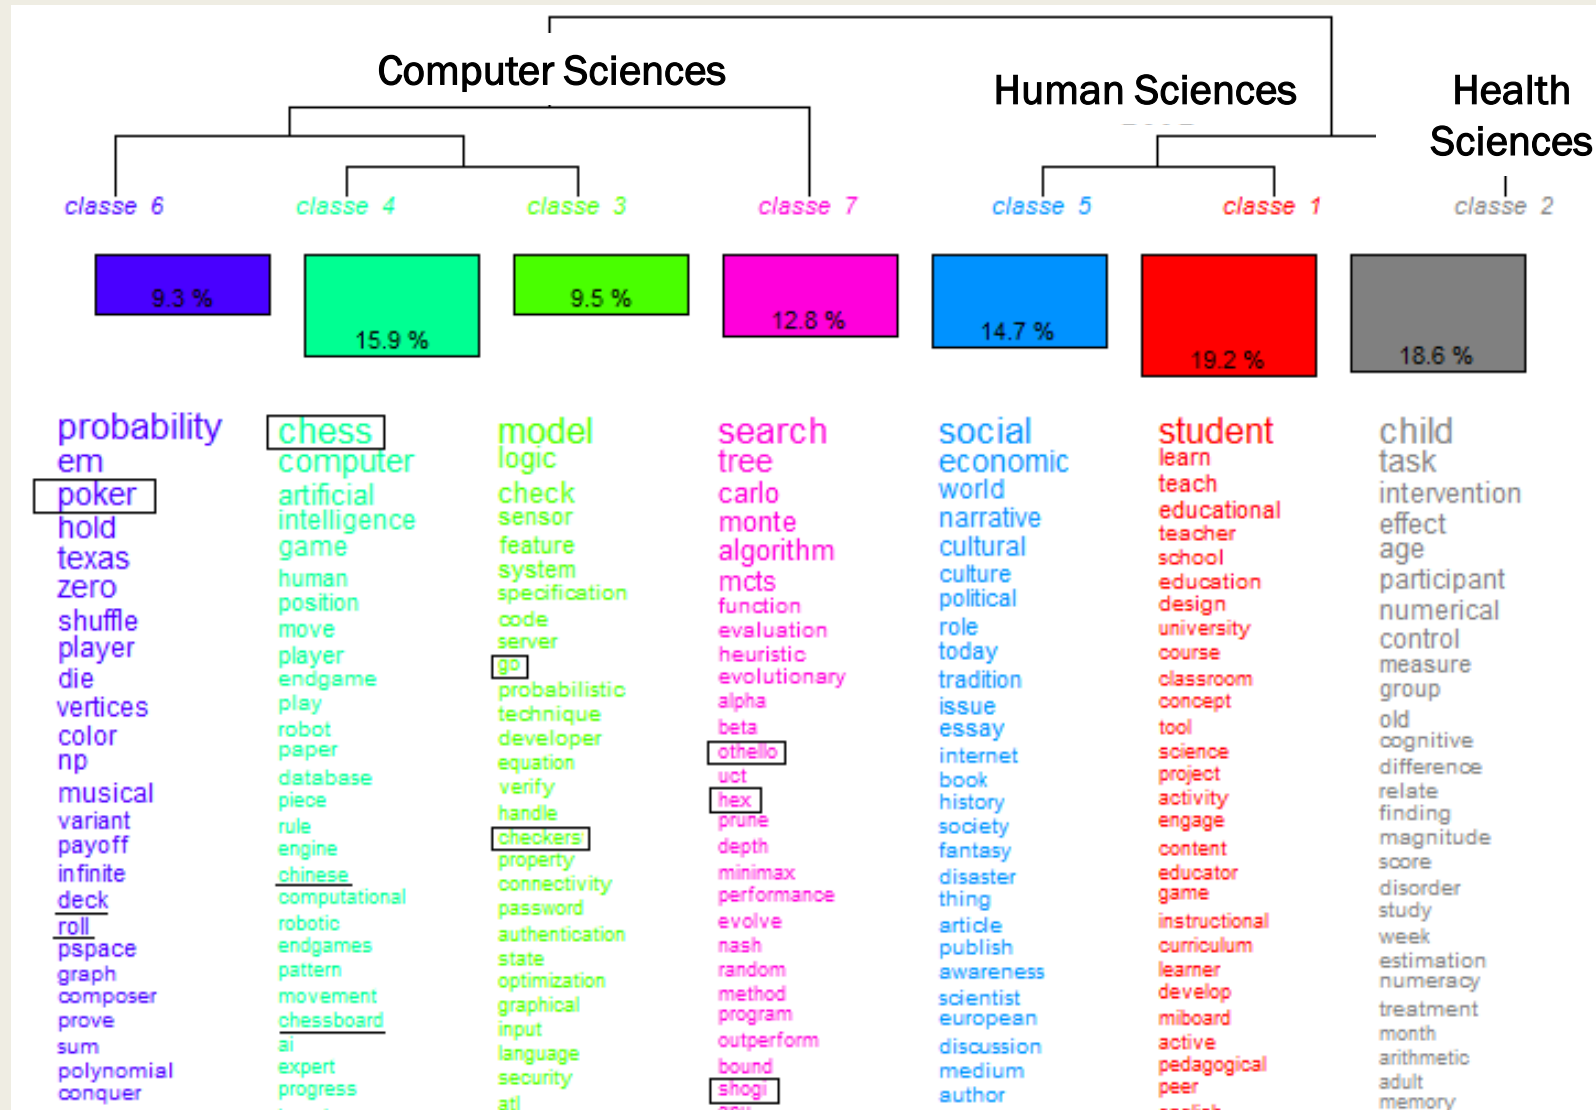 Computer Sciences
Human Sciences
Health
Sciences
classe 6
classe 4
classe 3
classe 7
classe 5
classe 1
classe 2
9.3 %
15.9 %
9.5 %
12.8 %
14.7 %
19.2 %
18.6 %
probability
em
poker
hold
texas
zero
shuffle
player
die
vertices
color
np
musical
variant
payoff
infinite
deck
roll
pspace
graph
composer
prove
sum
polynomial
conquer
chess
computer
artificial
intelligence
game
human
position
move
player
endgame
play
robot
paper
database
piece
rule
engine
chinese
computational
robotic
endgames
pattern
movement
chessboard
ai
expert
progress
model
logic
check
sensor
feature
system
specification
code
server
go
probabilistic
technique
developer
equation
verify
handle
checkers
property
connectivity
password
authentication
state
optimization
graphical
input
language
security
atl
search
tree
carlo
monte
algorithm
mcts
function
evaluation
heuristic
evolutionary
alpha
beta
othello
uct
hex
prune
depth
minimax
performance
evolve
nash
random
method
program
outperform
bound
shogi
social
economic
world
narrative
cultural
culture
political
role
today
tradition
issue
essay
internet
book
history
society
fantasy
disaster
thing
article
publish
awareness
scientist
european
discussion
medium
author
student
learn
teach
educational
teacher
school
education
design
university
course
classroom
concept
tool
science
project
activity
engage
content
educator
game
instructional
curriculum
learner
develop
miboard
active
pedagogical
peer
child
task
intervention
effect
age
participant
numerical
control
measure
group
old
cognitive
difference
relate
finding
magnitude
score
disorder
study
week
estimation
numeracy
treatment
month
arithmetic
adult
memory